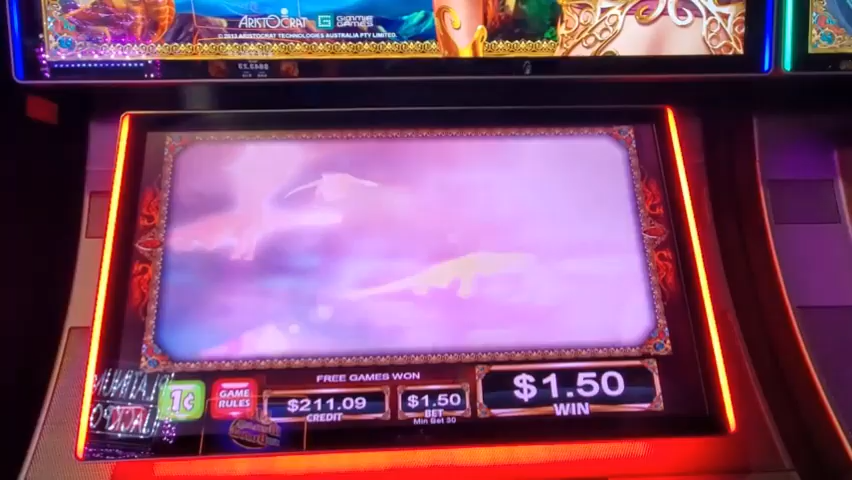 ARISTOCRAT G GIMMIE GAMES
© 2013 ARISTOCRAT TECHNOLOGIES AUSTRALIA PTY LIMITED.
FREE GAMES WON
1¢
GAME RULES
$211.09
CREDIT
$1.50
BET
Min Bet 30
$1.50
WIN